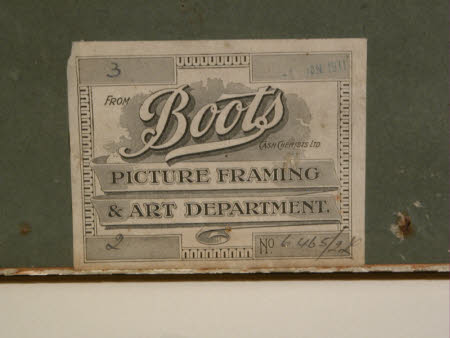 3
FROM Boots
CASH CHEMISTS LTD
PICTURE FRAMING
& ART DEPARTMENT.
2
No